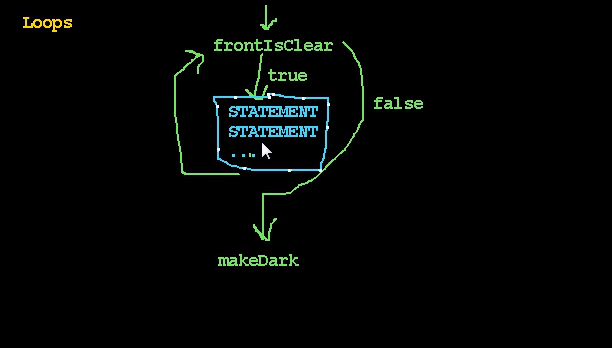 Loops
frontIsClear
true
false
STATEMENT
STATEMENT
...
makeDark